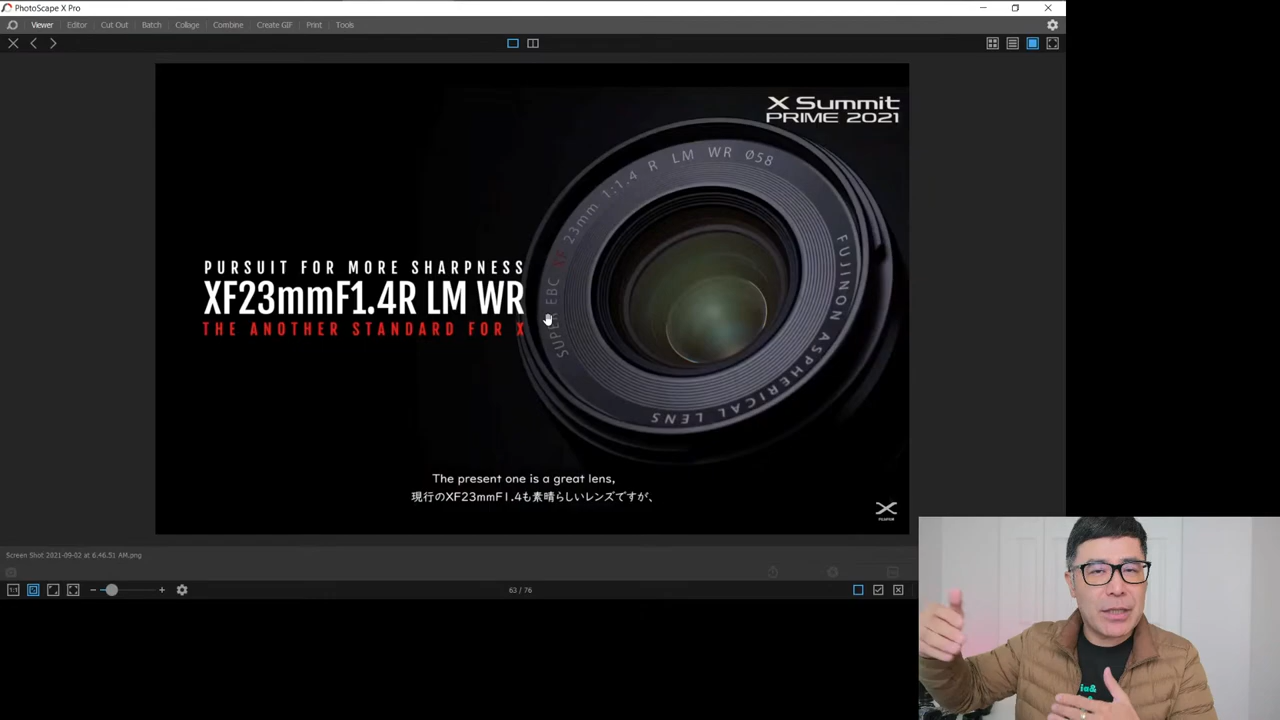 PhotoScape X Pro
Viewer Editor Cut Out Batch Collage Combine Create GIF Print Tools
X Summit
PRIME 2021
SUPER EBC XF 23mm 1:1.4 R LM WR Ø58
FUJINON ASPHERICAL LENS
PURSUIT FOR MORE SHARPNESS
XF23mmF1.4R LM WR
THE ANOTHER STANDARD FOR X
The present one is a great lens,
現行のXF23mmF1.4も素晴らしいレンズですが、
Screen Shot 2021-09-02 at 6.46.51 AM.png
1:1
63 / 76